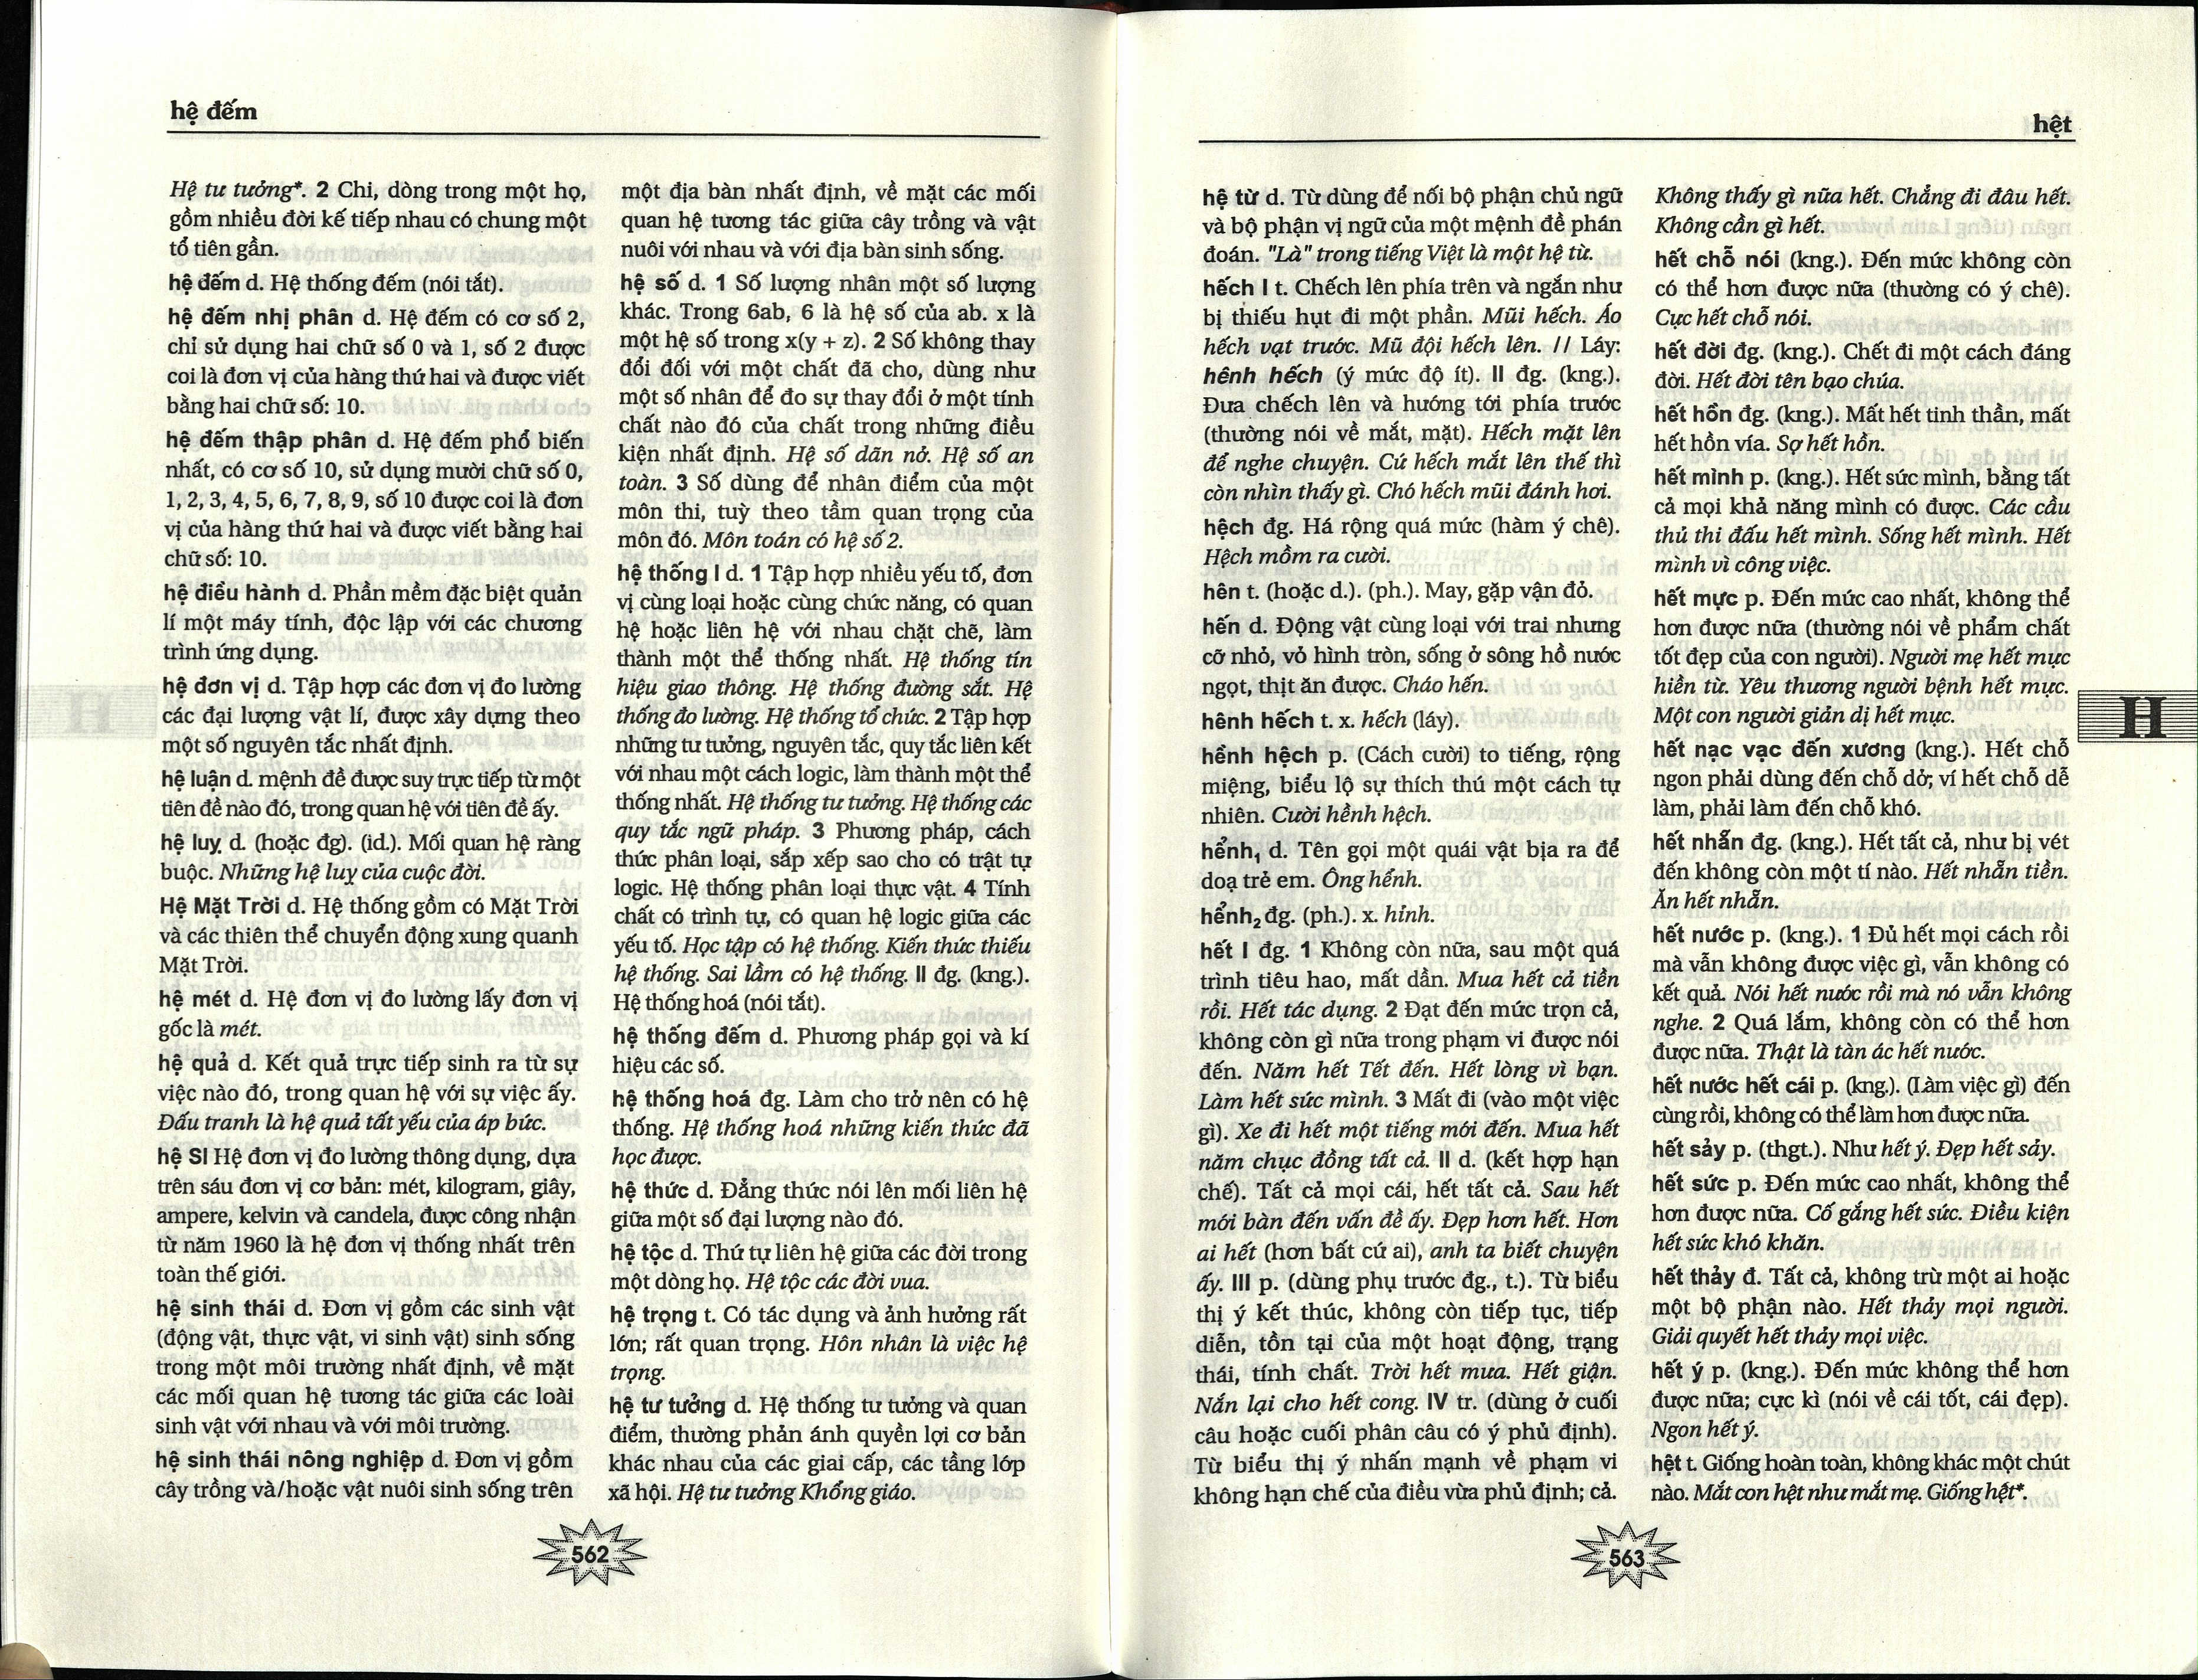 hệ đếm
Hệ tư tưởng*. 2 Chi, dòng trong một họ,
gồm nhiều đời kế tiếp nhau có chung một
tổ tiên gần.
hệ đếm d. Hệ thống đếm (nói tắt).
hệ đếm nhị phân d. Hệ đếm có cơ số 2,
chỉ sử dụng hai chữ số 0 và 1, số 2 được
coi là đơn vị của hàng thứ hai và được viết
bằng hai chữ số: 10.
hệ đếm thập phân d. Hệ đếm phổ biến
nhất, có cơ số 10, sử dụng mười chữ số 0,
1, 2, 3, 4, 5, 6, 7, 8, 9, số 10 được coi là đơn
vị của hàng thứ hai và được viết bằng hai
chữ số: 10.
hệ điều hành d. Phần mềm đặc biệt quản
lí một máy tính, độc lập với các chương
trình ứng dụng.
hệ đơn vị d. Tập hợp các đơn vị đo lường
các đại lượng vật lí, được xây dựng theo
một số nguyên tắc nhất định.
hệ luận d. mệnh đề được suy trực tiếp từ một
tiên đề nào đó, trong quan hệ với tiên đề ấy.
hệ luỵ d. (hoặc đg). (id.). Mối quan hệ ràng
buộc. Những hệ luỵ của cuộc đời.
Hệ Mặt Trời d. Hệ thống gồm có Mặt Trời
và các thiên thể chuyển động xung quanh
Mặt Trời.
hệ mét d. Hệ đơn vị đo lường lấy đơn vị
gốc là mét.
hệ quả d. Kết quả trực tiếp sinh ra từ sự
việc nào đó, trong quan hệ với sự việc ấy.
Đấu tranh là hệ quả tất yếu của áp bức.
hệ SI Hệ đơn vị đo lường thông dụng, dựa
trên sáu đơn vị cơ bản: mét, kilogram, giây,
ampere, kelvin và candela, được công nhận
từ năm 1960 là hệ đơn vị thống nhất trên
toàn thế giới.
hệ sinh thái d. Đơn vị gồm các sinh vật
(động vật, thực vật, vi sinh vật) sinh sống
trong một môi trường nhất định, về mặt
các mối quan hệ tương tác giữa các loài
sinh vật với nhau và với môi trường.
hệ sinh thái nông nghiệp d. Đơn vị gồm
cây trồng và/hoặc vật nuôi sinh sống trên
một địa bàn nhất định, về mặt các mối
quan hệ tương tác giữa cây trồng và vật
nuôi với nhau và với địa bàn sinh sống.
hệ số d. 1 Số lượng nhân một số lượng
khác. Trong 6ab, 6 là hệ số của ab. x là
một hệ số trong x(y + z). 2 Số không thay
đổi đối với một chất đã cho, dùng như
một số nhân để đo sự thay đổi ở một tính
chất nào đó của chất trong những điều
kiện nhất định. Hệ số dãn nở. Hệ số an
toàn. 3 Số dùng để nhân điểm của một
môn thi, tuỳ theo tầm quan trọng của
môn đó. Môn toán có hệ số 2.
hệ thống I d. 1 Tập hợp nhiều yếu tố, đơn
vị cùng loại hoặc cùng chức năng, có quan
hệ hoặc liên hệ với nhau chặt chẽ, làm
thành một thể thống nhất. Hệ thống tín
hiệu giao thông. Hệ thống đường sắt. Hệ
thống đo lường. Hệ thống tổ chức. 2 Tập hợp
những tư tưởng, nguyên tắc, quy tắc liên kết
với nhau một cách logic, làm thành một thể
thống nhất. Hệ thống tư tưởng. Hệ thống các
quy tắc ngữ pháp. 3 Phương pháp, cách
thức phân loại, sắp xếp sao cho có trật tự
logic. Hệ thống phân loại thực vật. 4 Tính
chất có trình tự, có quan hệ logic giữa các
yếu tố. Học tập có hệ thống. Kiến thức thiếu
hệ thống. Sai lầm có hệ thống. II đg. (kng.).
Hệ thống hoá (nói tắt).
hệ thống đếm d. Phương pháp gọi và kí
hiệu các số.
hệ thống hoá đg. Làm cho trở nên có hệ
thống. Hệ thống hoá những kiến thức đã
học được.
hệ thức d. Đẳng thức nói lên mối liên hệ
giữa một số đại lượng nào đó.
hệ tộc d. Thứ tự liên hệ giữa các đời trong
một dòng họ. Hệ tộc các đời vua.
hệ trọng t. Có tác dụng và ảnh hưởng rất
lớn; rất quan trọng. Hôn nhân là việc hệ
trọng.
hệ tư tưởng d. Hệ thống tư tưởng và quan
điểm, thường phản ánh quyền lợi cơ bản
khác nhau của các giai cấp, các tầng lớp
xã hội. Hệ tư tưởng Khổng giáo.
562
hệt
hệ từ d. Từ dùng để nối bộ phận chủ ngữ
và bộ phận vị ngữ của một mệnh đề phán
đoán. "Là" trong tiếng Việt là một hệ từ.
hếch I t. Chếch lên phía trên và ngắn như
bị thiếu hụt đi một phần. Mũi hếch. Áo
hếch vạt trước. Mũ đội hếch lên. // Láy:
hênh hếch (ý mức độ ít). II đg. (kng.).
Đưa chếch lên và hướng tới phía trước
(thường nói về mắt, mặt). Hếch mặt lên
để nghe chuyện. Cứ hếch mắt lên thế thì
còn nhìn thấy gì. Chó hếch mũi đánh hơi.
hệch đg. Há rộng quá mức (hàm ý chê).
Hệch mồm ra cười.
hên t. (hoặc d.). (ph.). May, gặp vận đỏ.
hến d. Động vật cùng loại với trai nhưng
cỡ nhỏ, vỏ hình tròn, sống ở sông hồ nước
ngọt, thịt ăn được. Cháo hến.
hênh hếch t. x. hếch (láy).
hềnh hệch p. (Cách cười) To tiếng, rộng
miệng, biểu lộ sự thích thú một cách tự
nhiên. Cười hềnh hệch.
hểnh1 d. Tên gọi một quái vật bịa ra để
doạ trẻ em. Ông hểnh.
hểnh2 đg. (ph.). x. hỉnh.
hết I đg. 1 Không còn nữa, sau một quá
trình tiêu hao, mất dần. Mua hết cả tiền
rồi. Hết tác dụng. 2 Đạt đến mức trọn cả,
không còn gì nữa trong phạm vi được nói
đến. Năm hết Tết đến. Hết lòng vì bạn.
Làm hết sức mình. 3 Mất đi (vào một việc
gì). Xe đi hết một tiếng mới đến. Mua hết
năm chục đồng tất cả. II d. (kết hợp hạn
chế). Tất cả mọi cái, hết tất cả. Sau hết
mới bàn đến vấn đề ấy. Đẹp hơn hết. Hơn
ai hết (hơn bất cứ ai), anh ta biết chuyện
ấy. III p. (dùng phụ trước đg., t.). Từ biểu
thị ý kết thúc, không còn tiếp tục, tiếp
diễn, tồn tại của một hoạt động, trạng
thái, tính chất. Trời hết mưa. Hết giận.
Nắn lại cho hết cong. IV tr. (dùng ở cuối
câu hoặc cuối phân câu có ý phủ định).
Từ biểu thị ý nhấn mạnh về phạm vi
không hạn chế của điều vừa phủ định; cả.
Không thấy gì nữa hết. Chẳng đi đâu hết.
Không cần gì hết.
hết chỗ nói (kng.). Đến mức không còn
có thể hơn được nữa (thường có ý chê).
Cực hết chỗ nói.
hết đời đg. (kng.). Chết đi một cách đáng
đời. Hết đời tên bạo chúa.
hết hồn đg. (kng.). Mất hết tinh thần, mất
hết hồn vía. Sợ hết hồn.
hết mình p. (kng.). Hết sức mình, bằng tất
cả mọi khả năng mình có được. Các cầu
thủ thi đấu hết mình. Sống hết mình. Hết
mình vì công việc.
hết mực p. Đến mức cao nhất, không thể
hơn được nữa (thường nói về phẩm chất
tốt đẹp của con người). Người mẹ hết mực
hiền từ. Yêu thương người bệnh hết mực.
Một con người giản dị hết mực.
hết nạc vạc đến xương (kng.). Hết chỗ
ngon phải dùng đến chỗ dở; ví hết chỗ dễ
làm, phải làm đến chỗ khó.
hết nhẵn đg. (kng.). Hết tất cả, như bị vét
đến không còn một tí nào. Hết nhẵn tiền.
Ăn hết nhẵn.
hết nước p. (kng.). 1 Đủ hết mọi cách rồi
mà vẫn không được việc gì, vẫn không có
kết quả. Nói hết nước rồi mà nó vẫn không
nghe. 2 Quá lắm, không còn có thể hơn
được nữa. Thật là tàn ác hết nước.
hết nước hết cái p. (kng.). (Làm việc gì) đến
cùng rồi, không có thể làm hơn được nữa.
hết sảy p. (thgt.). Như hết ý. Đẹp hết sảy.
hết sức p. Đến mức cao nhất, không thể
hơn được nữa. Cố gắng hết sức. Điều kiện
hết sức khó khăn.
hết thảy đ. Tất cả, không trừ một ai hoặc
một bộ phận nào. Hết thảy mọi người.
Giải quyết hết thảy mọi việc.
hết ý p. (kng.). Đến mức không thể hơn
được nữa; cực kì (nói về cái tốt, cái đẹp).
Ngon hết ý.
hệt t. Giống hoàn toàn, không khác một chút
nào. Mắt con hệt như mắt mẹ. Giống hệt*.
H
563